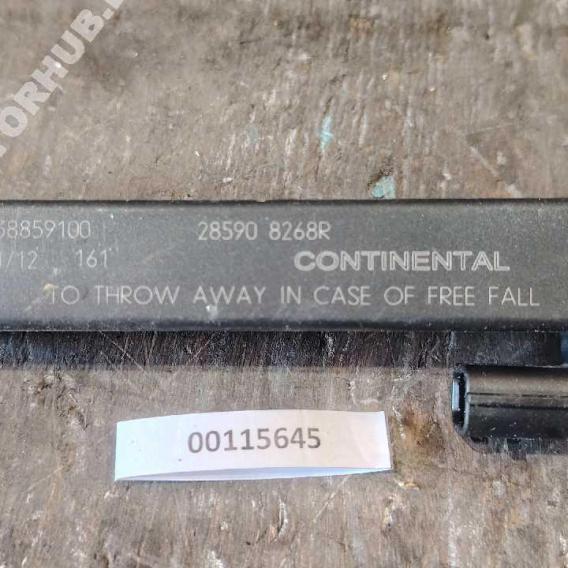 58859100 28590 8268R
/12 161 CONTINENTAL
TO THROW AWAY IN CASE OF FREE FALL
00115645